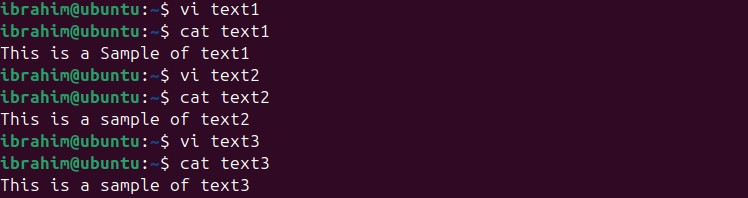 ibrahim@ubuntu:~$ vi text1
ibrahim@ubuntu:~$ cat text1
This is a Sample of text1
ibrahim@ubuntu:~$ vi text2
ibrahim@ubuntu:~$ cat text2
This is a sample of text2
ibrahim@ubuntu:~$ vi text3
ibrahim@ubuntu:~$ cat text3
This is a sample of text3